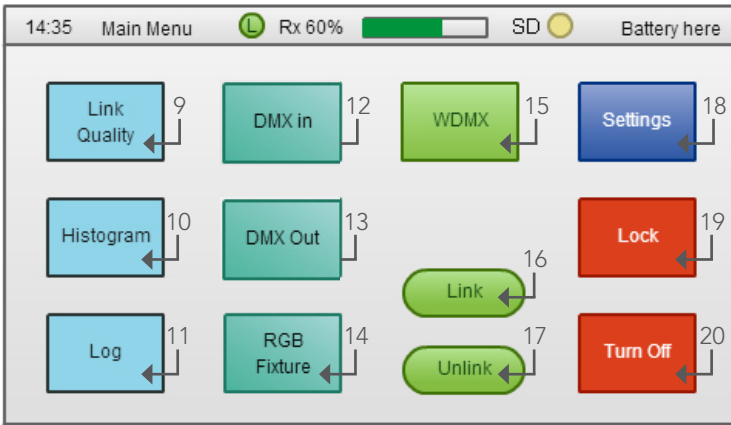 14:35 Main Menu L Rx 60% SD Battery here
Link
Quality
9
DMX in
12
WDMX
15
Settings
18
Histogram
10
DMX Out
13
Link
16
Lock
19
Log
11
RGB
Fixture
14
Unlink
17
Turn Off
20